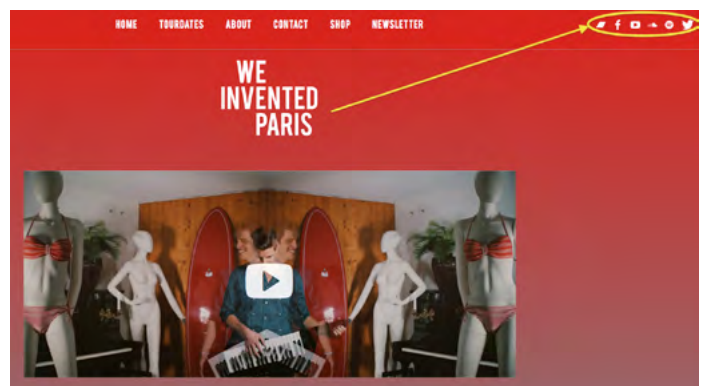 HOME TOURDATES ABOUT CONTACT SHOP NEWSLETTER
WE
INVENTED
PARIS